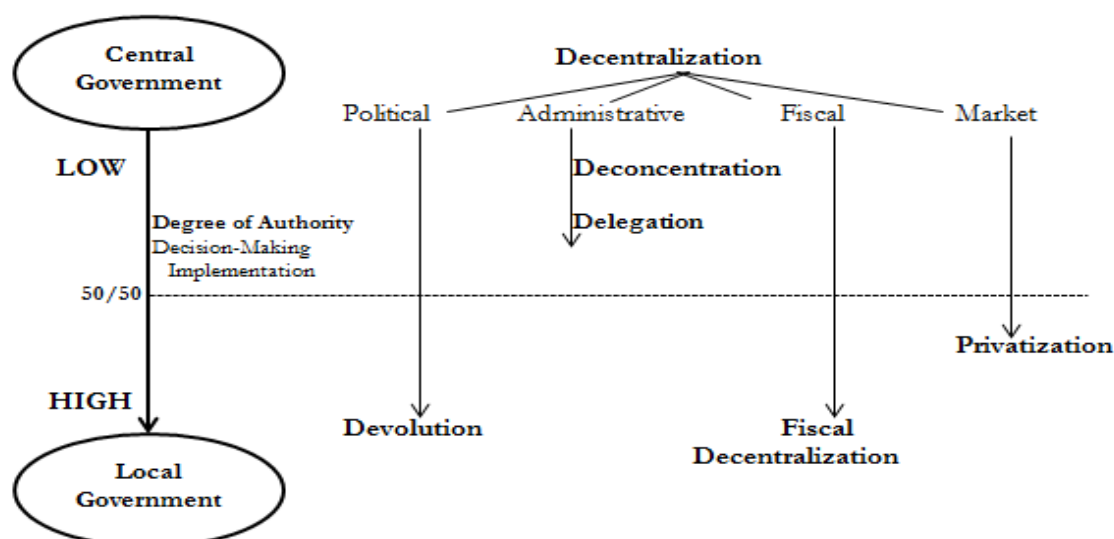 Central
Government
Decentralization
Political
Administrative
Fiscal
Market
LOW
Deconcentration
Degree of Authority
Decision-Making
Implementation
Delegation
50/50
Privatization
HIGH
Devolution
Fiscal
Decentralization
Local
Government